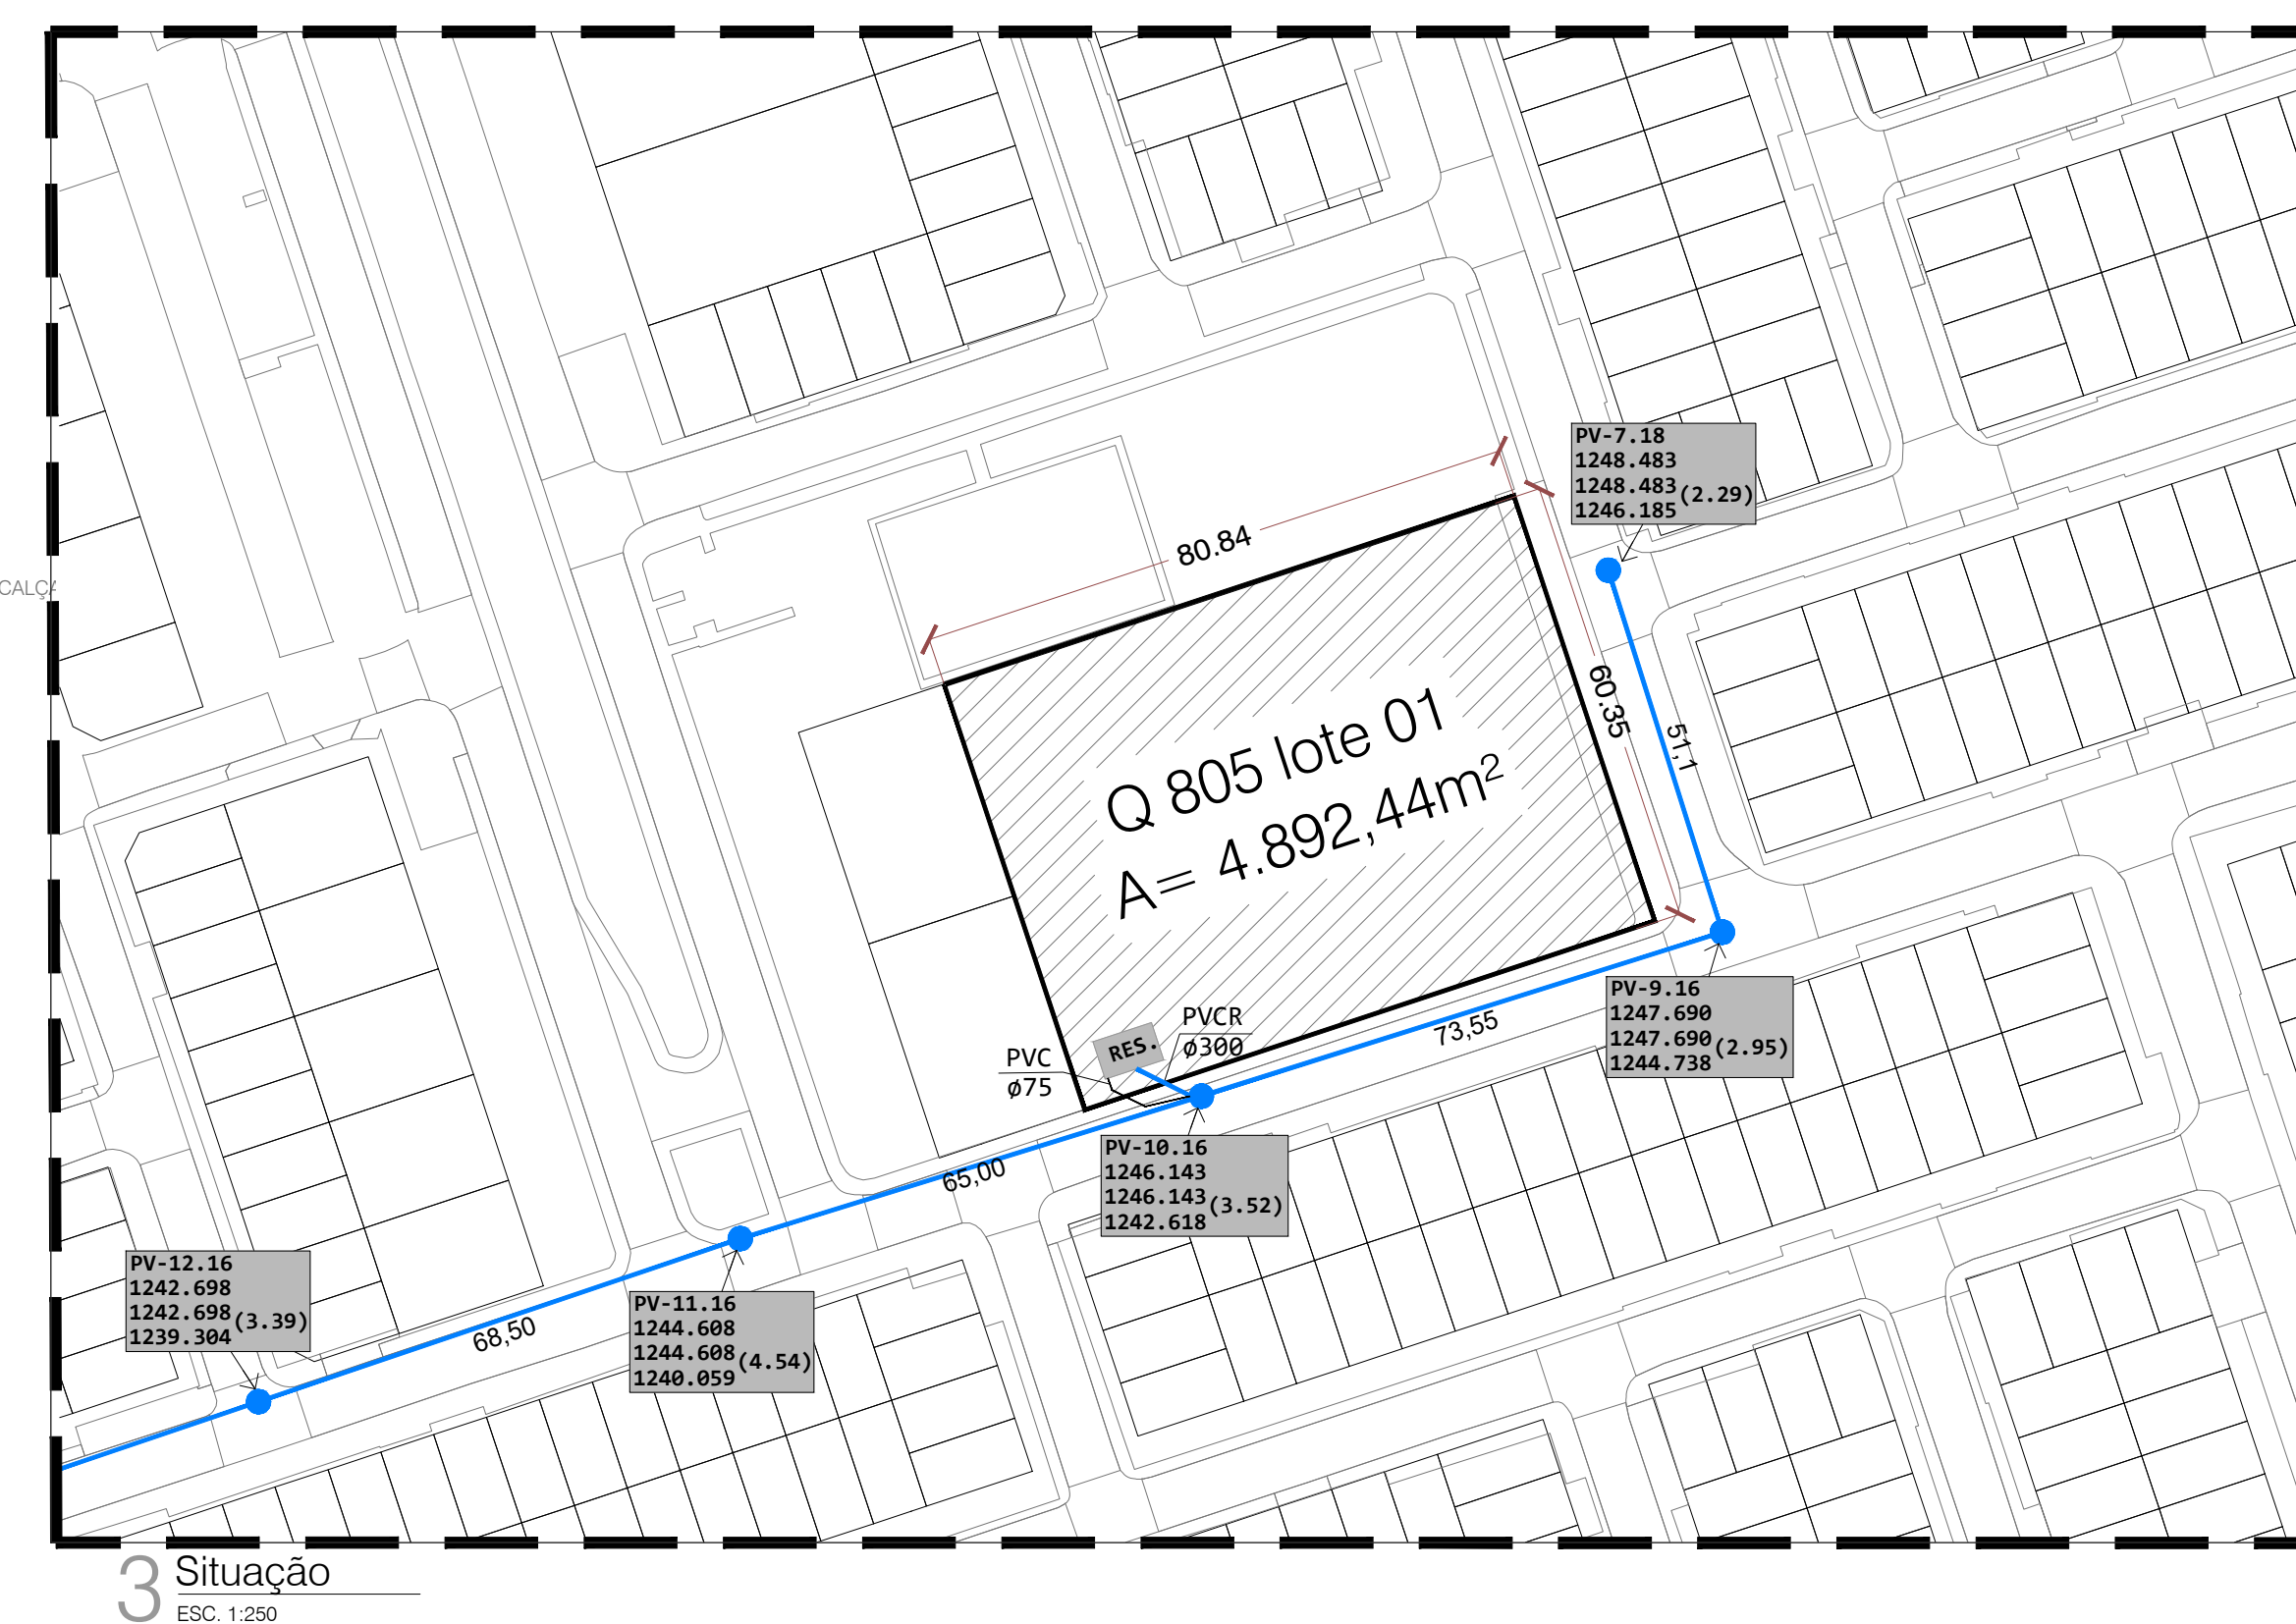 PV-7.18
1248.483
1248.483
(2.29)
1246.185
80.84
60.35
51,1
Q 805 lote 01
A= 4.892,44m²
PV-9.16
1247.690
1247.690
(2.95)
1244.738
73,55
PVCR
ø300
RES.
PVC
ø75
PV-10.16
1246.143
1246.143
(3.52)
1242.618
65,00
PV-11.16
1244.608
1244.608
(4.54)
1240.059
68,50
PV-12.16
1242.698
1242.698
(3.39)
1239.304
3
Situação
ESC. 1:250